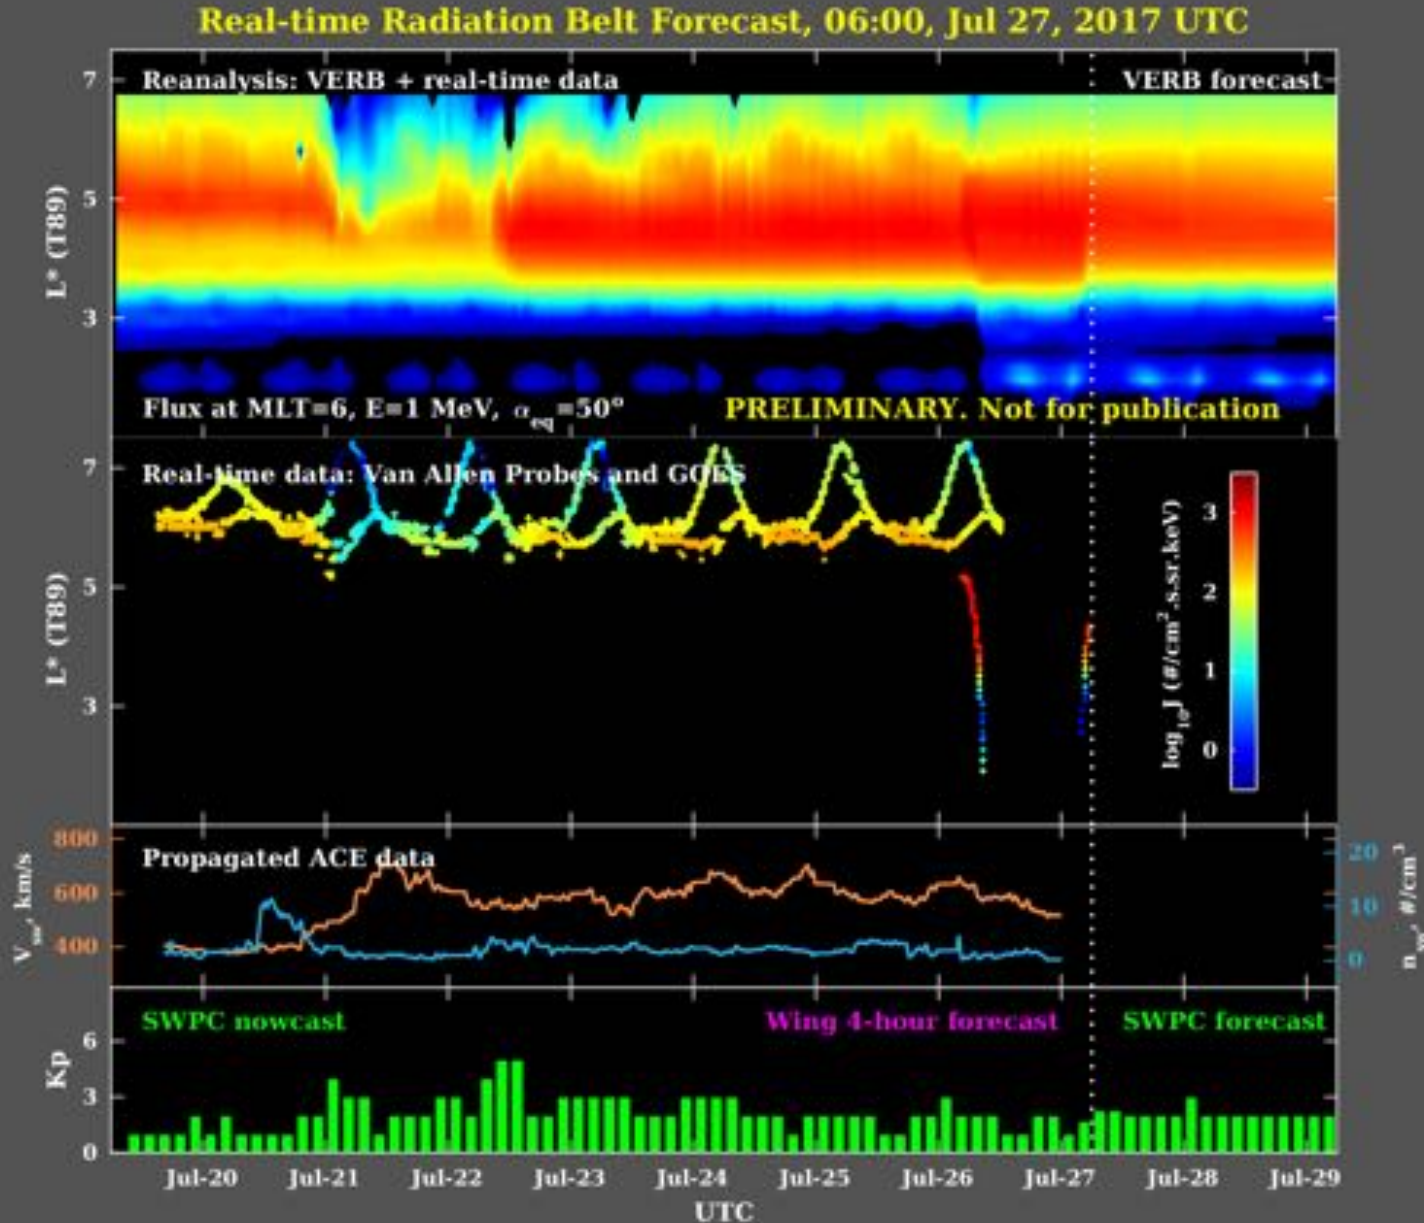 Real-time Radiation Belt Forecast, 06:00, Jul 27, 2017 UTC
Reanalysis: VERB + real-time data
VERB forecast
7
5
3
L* (T89)
Flux at MLT=6, E=1 MeV, αeq=50°
PRELIMINARY. Not for publication
Real-time data: Van Allen Probes and GOES
7
5
3
L* (T89)
log10J (#/cm².s.sr.keV)
3
2
1
0
Propagated ACE data
800
600
400
Vsw, km/s
20
10
0
nsw, #/cm³
SWPC nowcast
Wing 4-hour forecast
SWPC forecast
6
3
0
Kp
Jul-20 Jul-21 Jul-22 Jul-23 Jul-24 Jul-25 Jul-26 Jul-27 Jul-28 Jul-29
UTC